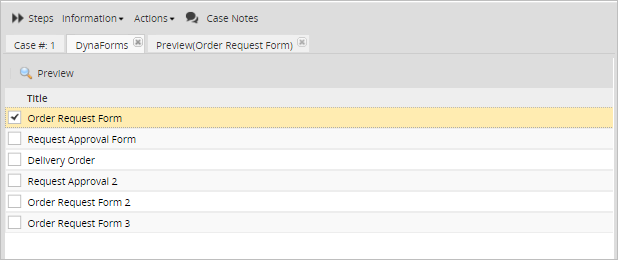 Steps Information Actions Case Notes
Case #: 1 DynaForms Preview(Order Request Form)
Preview
Title
Order Request Form
Request Approval Form
Delivery Order
Request Approval 2
Order Request Form 2
Order Request Form 3